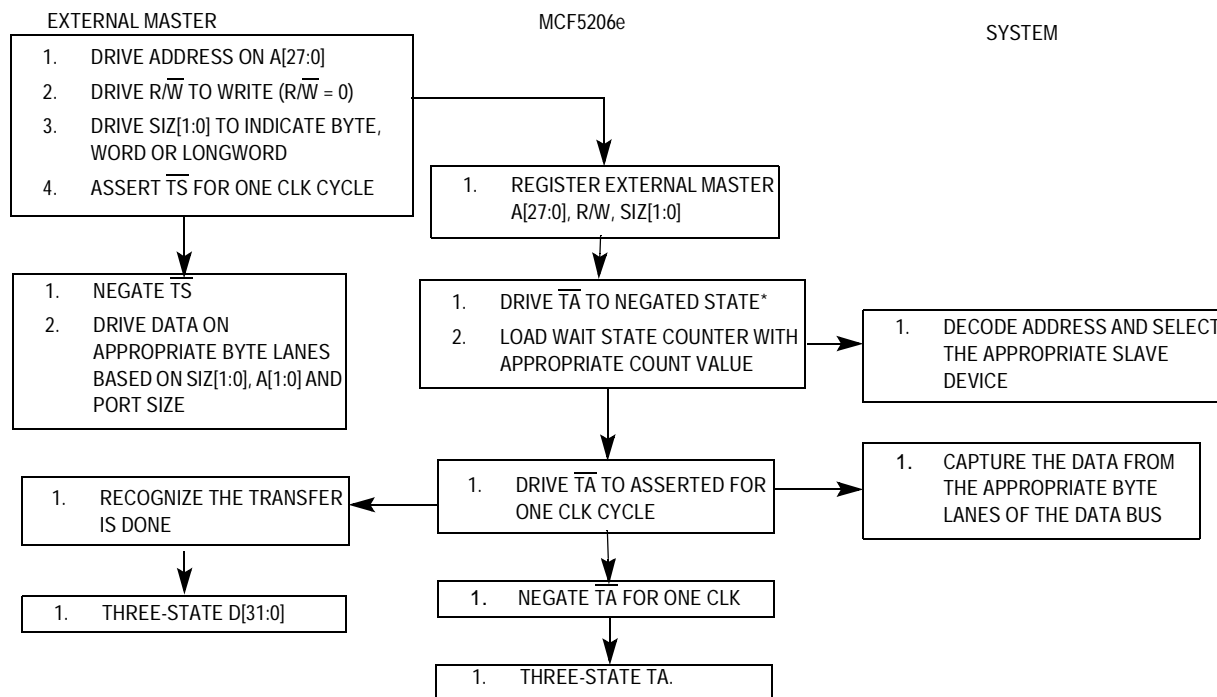 EXTERNAL MASTER
MCF5206e
SYSTEM
1. DRIVE ADDRESS ON A[27:0]
2. DRIVE R/W̅ TO WRITE (R/W̅ = 0)
3. DRIVE SIZ[1:0] TO INDICATE BYTE,
WORD OR LONGWORD
4. ASSERT T̅S̅ FOR ONE CLK CYCLE
1. REGISTER EXTERNAL MASTER
A[27:0], R/W, SIZ[1:0]
1. NEGATE T̅S̅
2. DRIVE DATA ON
APPROPRIATE BYTE LANES
BASED ON SIZ[1:0], A[1:0] AND
PORT SIZE
1. DRIVE T̅A̅ TO NEGATED STATE*
2. LOAD WAIT STATE COUNTER WITH
APPROPRIATE COUNT VALUE
1. DECODE ADDRESS AND SELECT
THE APPROPRIATE SLAVE
DEVICE
1. RECOGNIZE THE TRANSFER
IS DONE
1. DRIVE T̅A̅ TO ASSERTED FOR
ONE CLK CYCLE
1. CAPTURE THE DATA FROM
THE APPROPRIATE BYTE
LANES OF THE DATA BUS
1. THREE-STATE D[31:0]
1. NEGATE T̅A̅ FOR ONE CLK
1. THREE-STATE TA.